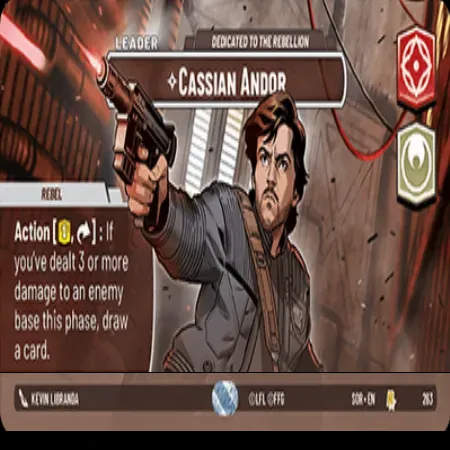 LEADER
DEDICATED TO THE REBELLION
CASSIAN ANDOR
REBEL
Action [1, ]: If
you've dealt 3 or more
damage to an enemy
base this phase, draw
a card.
KEVIN LIBRANDA ©LFL ©FFG SOR • EN 263